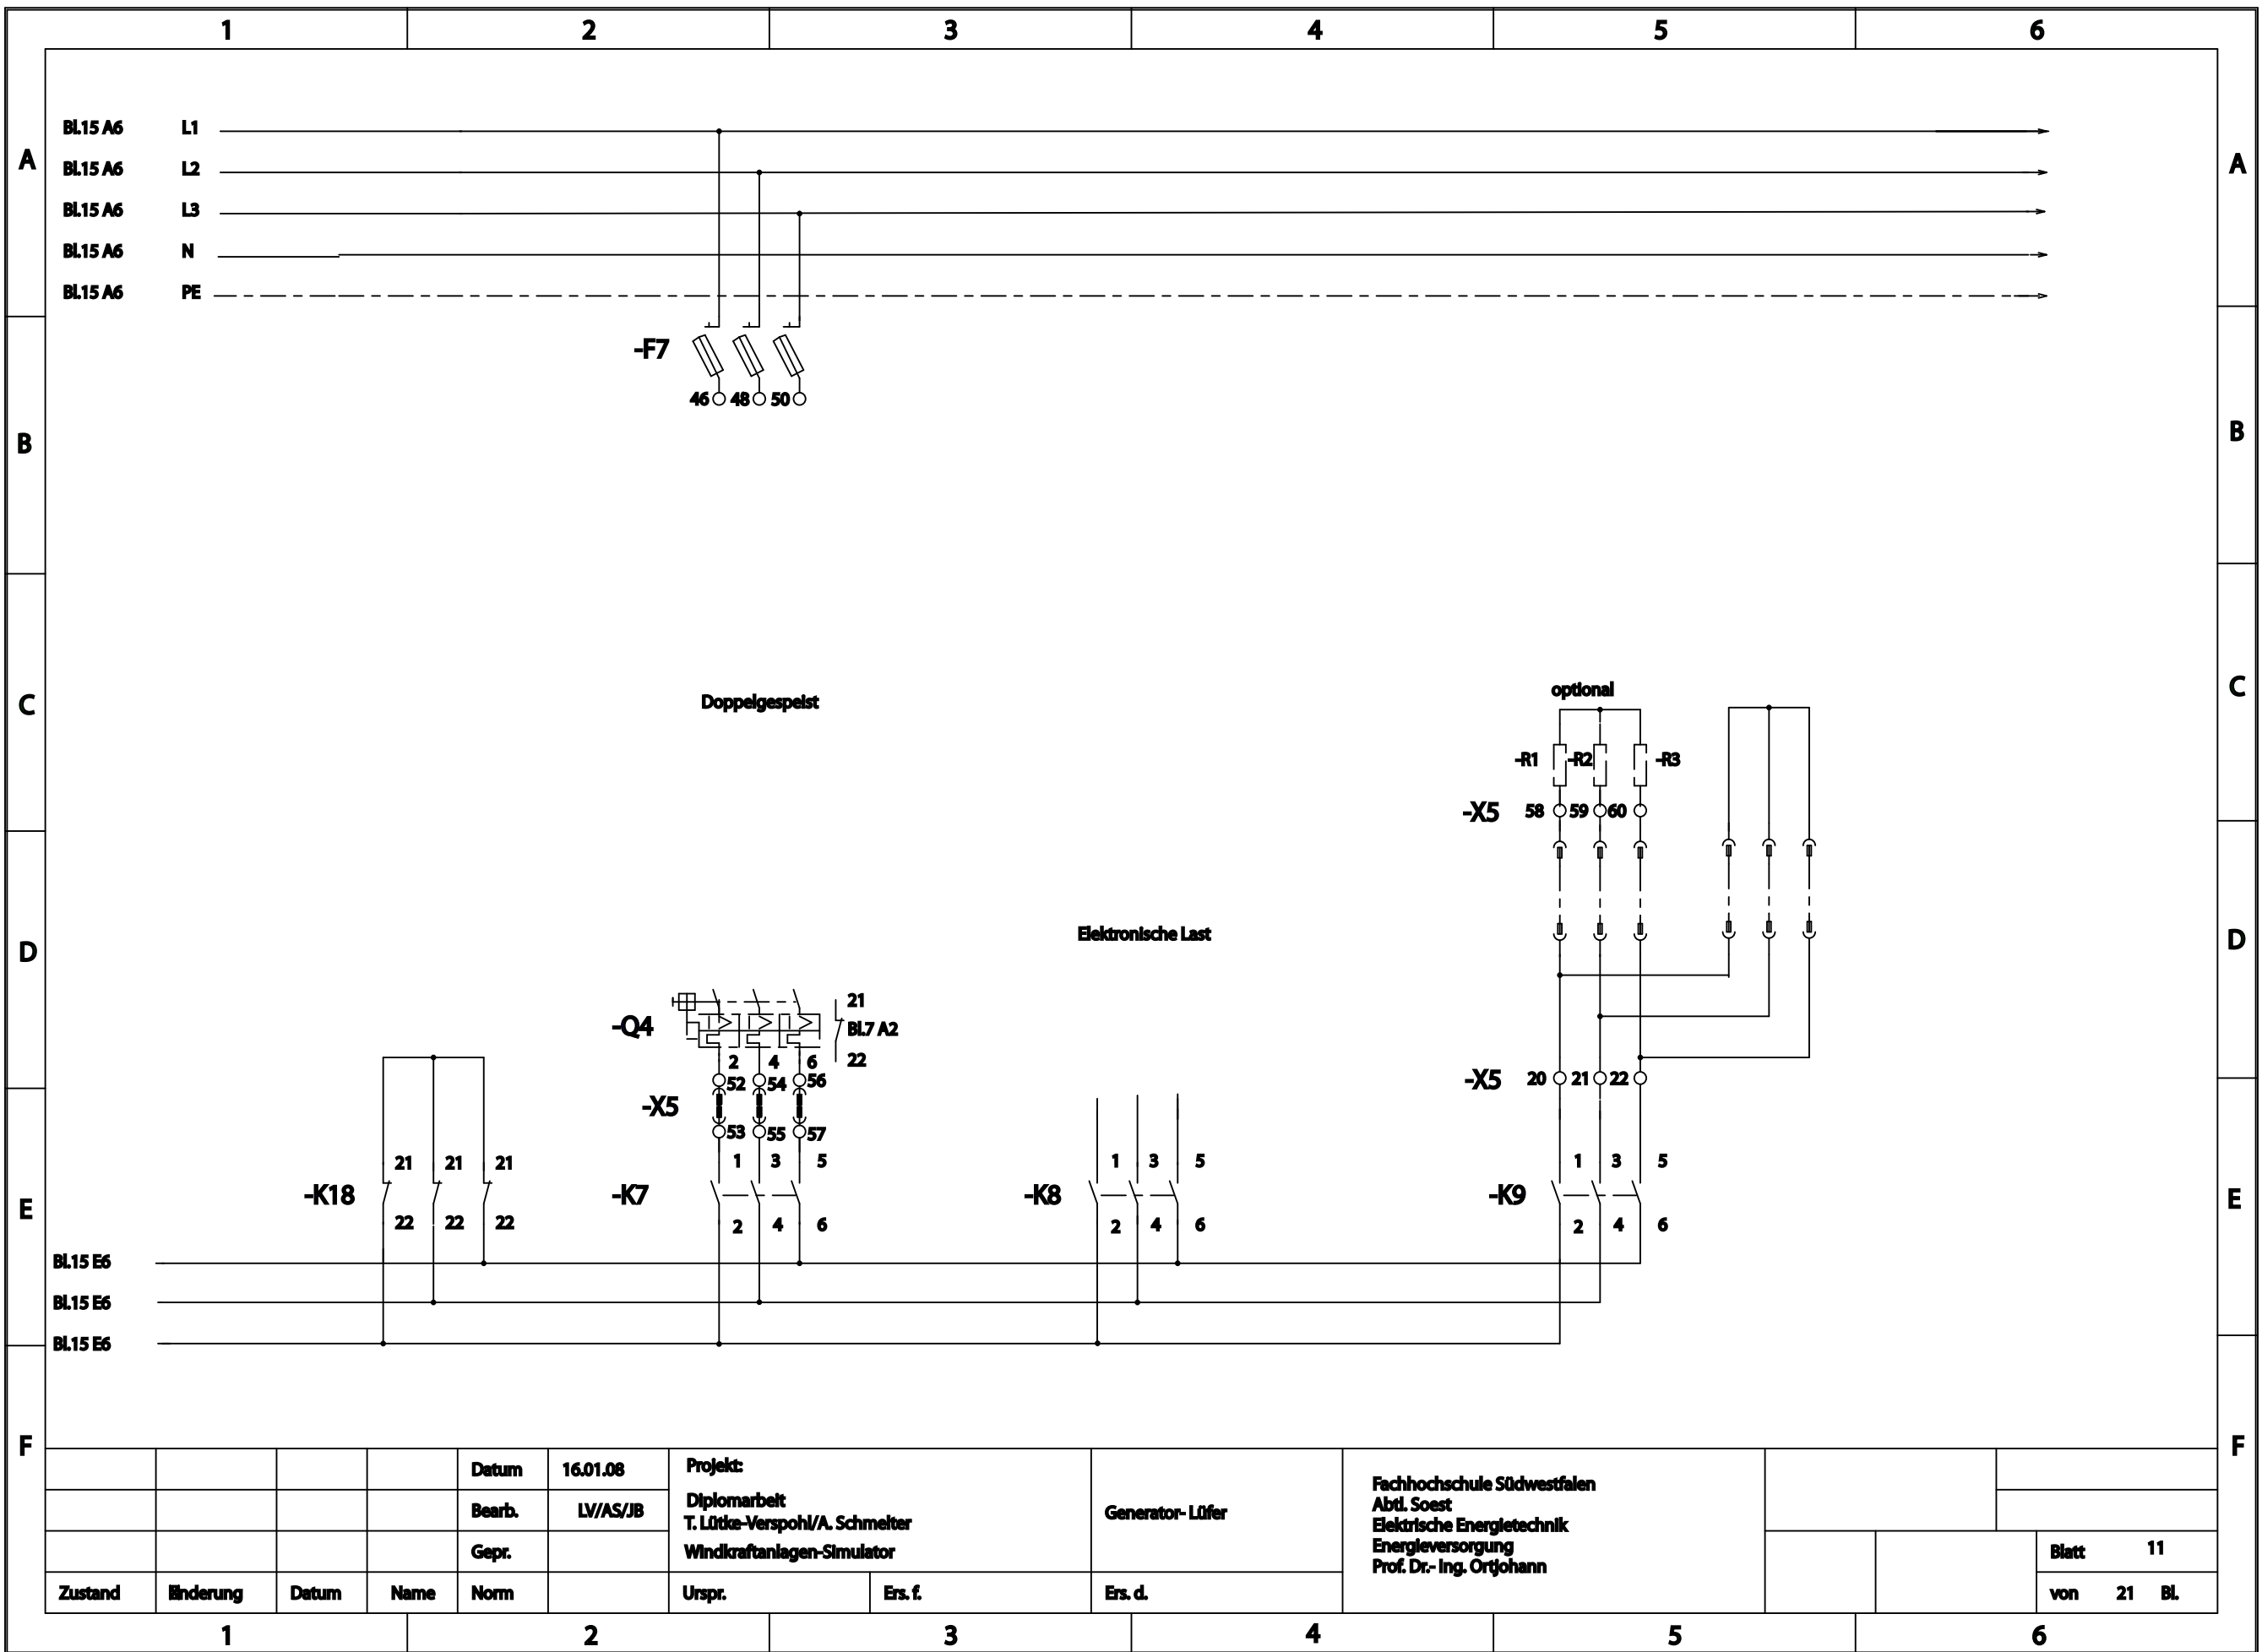 1 2 3 4 5 6
A A
Bl.15 A6 L1
Bl.15 A6 L2
Bl.15 A6 L3
Bl.15 A6 N
Bl.15 A6 PE
-F7
46 48 50
B B
C C
Doppelgespeist
optional
-R1 -R2 -R3
-X5 58 59 60
D D
Elektronische Last
-Q4
21
Bl.7 A2
22
2 4 6
52 54 56
-X5
53 55 57
-X5 20 21 22
E E
21 21 21
-K18
22 22 22
1 3 5
-K7
2 4 6
1 3 5
-K8
2 4 6
1 3 5
-K9
2 4 6
Bl.15 E6
Bl.15 E6
Bl.15 E6
F F
Datum 16.01.08
Bearb. LV/AS/JB
Gepr.
Zustand Änderung Datum Name Norm
Projekt:
Diplomarbeit
T. Lütke-Verspohl/A. Schmelter
Windkraftanlagen-Simulator
Urspr. Ers. f. Ers. d.
Generator- Lüfer
Fachhochschule Südwestfalen
Abtl. Soest
Elektrische Energietechnik
Energieversorgung
Prof. Dr.- Ing. Ortjohann
Blatt 11
von 21 Bl.
1 2 3 4 5 6